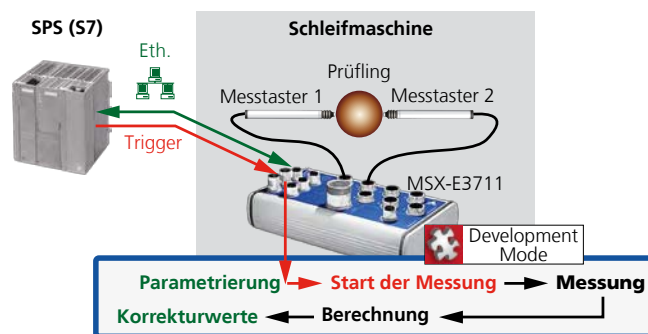 SPS (S7)
Schleifmaschine
Eth.
Prüfling
Messtaster 1
Messtaster 2
Trigger
MSX-E3711
Development
Mode
Parametrierung
Start der Messung
Messung
Korrekturwerte
Berechnung